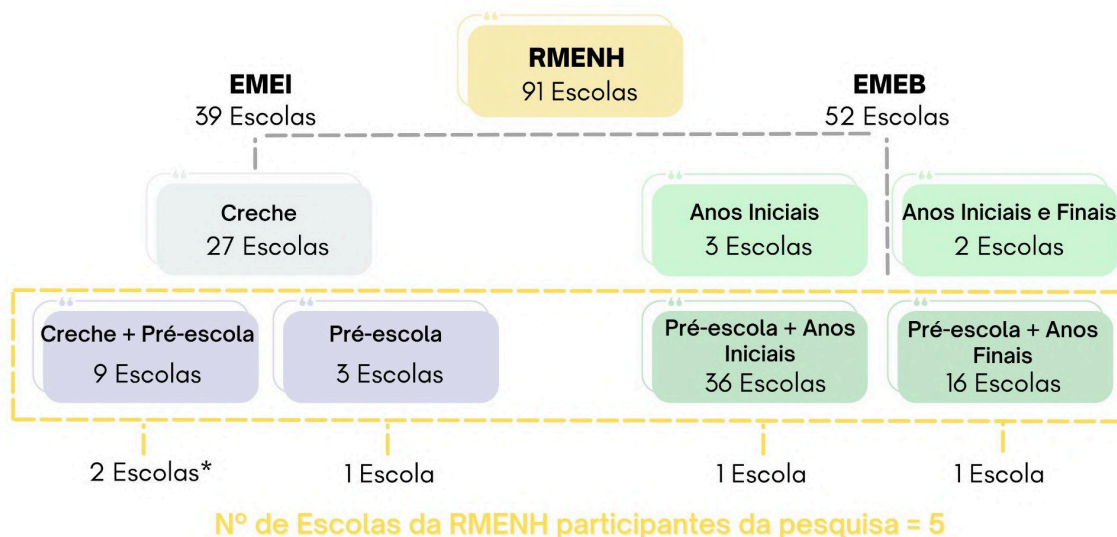 RMENH
91 Escolas
EMEI
39 Escolas
EMEB
52 Escolas
Creche
27 Escolas
Anos Iniciais
3 Escolas
Anos Iniciais e Finais
2 Escolas
Creche + Pré-escola
9 Escolas
Pré-escola
3 Escolas
Pré-escola + Anos
Iniciais
36 Escolas
Pré-escola + Anos
Finais
16 Escolas
2 Escolas*
1 Escola
1 Escola
1 Escola
Nº de Escolas da RMENH participantes da pesquisa = 5